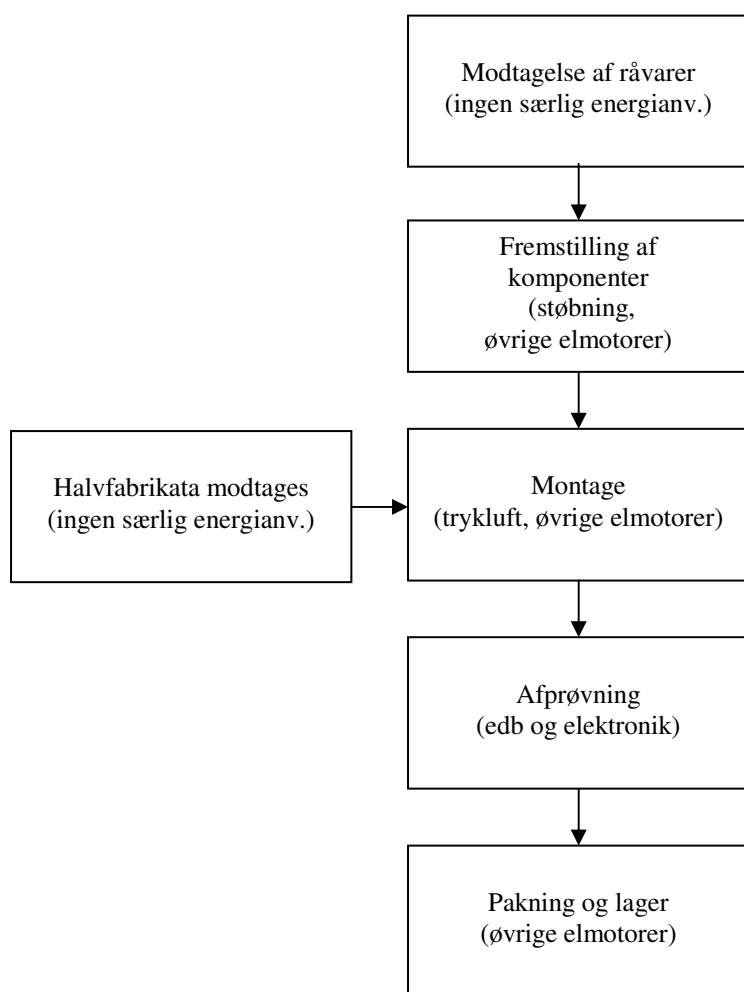 Modtagelse af råvarer
(ingen særlig energianv.)
Fremstilling af
komponenter
(støbning,
øvrige elmotorer)
Halvfabrikata modtages
(ingen særlig energianv.)
Montage
(trykluft, øvrige elmotorer)
Afprøvning
(edb og elektronik)
Pakning og lager
(øvrige elmotorer)